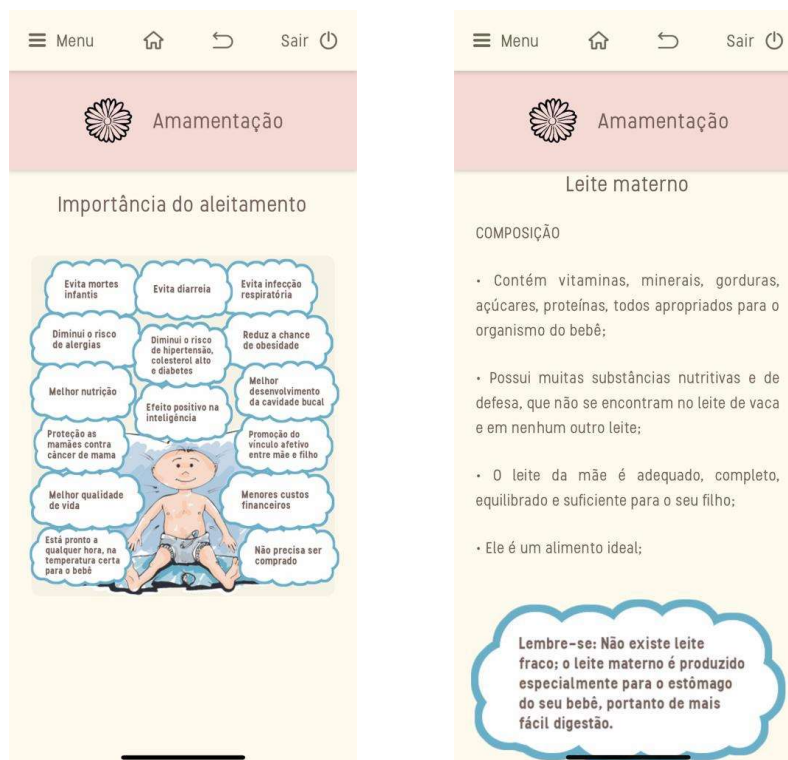 Menu Sair
Amamentação
Importância do aleitamento
Evita mortes
infantis
Evita diarreia
Evita infecção
respiratória
Diminui o risco
de alergias
Diminui o risco
de hipertensão,
colesterol alto
e diabetes
Reduz a chance
de obesidade
Melhor nutrição
Efeito positivo na
inteligência
Melhor
desenvolvimento
da cavidade bucal
Proteção as
mamães contra
câncer de mama
Promoção do
vínculo afetivo
entre mãe e filho
Melhor qualidade
de vida
Menores custos
financeiros
Está pronto a
qualquer hora, na
temperatura certa
para o bebê
Não precisa ser
comprado
Menu Sair
Amamentação
Leite materno
COMPOSIÇÃO
• Contém vitaminas, minerais, gorduras,
açúcares, proteínas, todos apropriados para o
organismo do bebê;
• Possui muitas substâncias nutritivas e de
defesa, que não se encontram no leite de vaca
e em nenhum outro leite;
• O leite da mãe é adequado, completo,
equilibrado e suficiente para o seu filho;
• Ele é um alimento ideal;
Lembre-se: Não existe leite
fraco; o leite materno é produzido
especialmente para o estômago
do seu bebê, portanto de mais
fácil digestão.